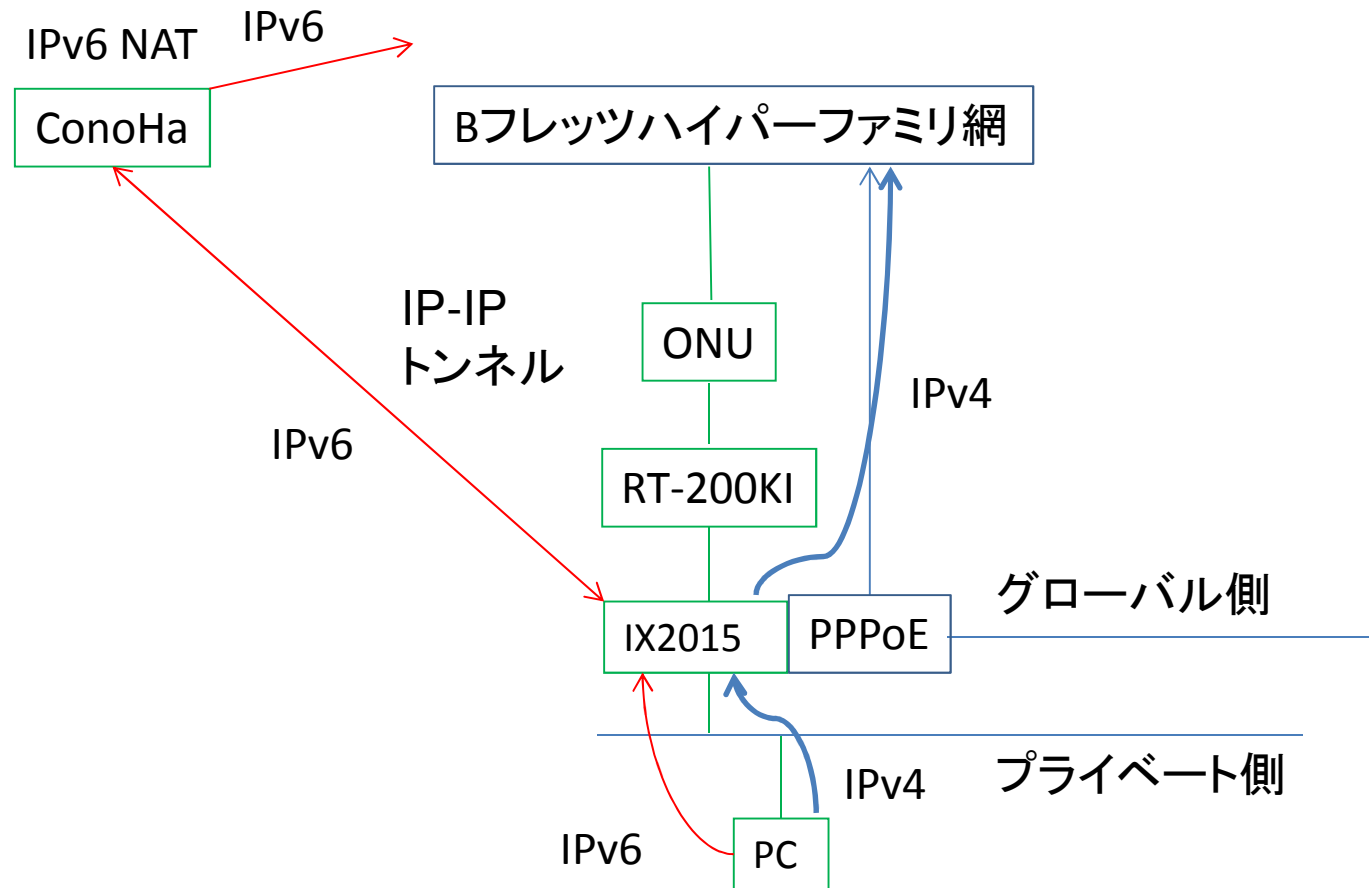 IPv6 NAT
IPv6
ConoHa
Bフレッツハイパーファミリ網
IP-IP
トンネル
ONU
IPv4
IPv6
RT-200KI
グローバル側
IX2015
PPPoE
プライベート側
IPv4
IPv6
PC